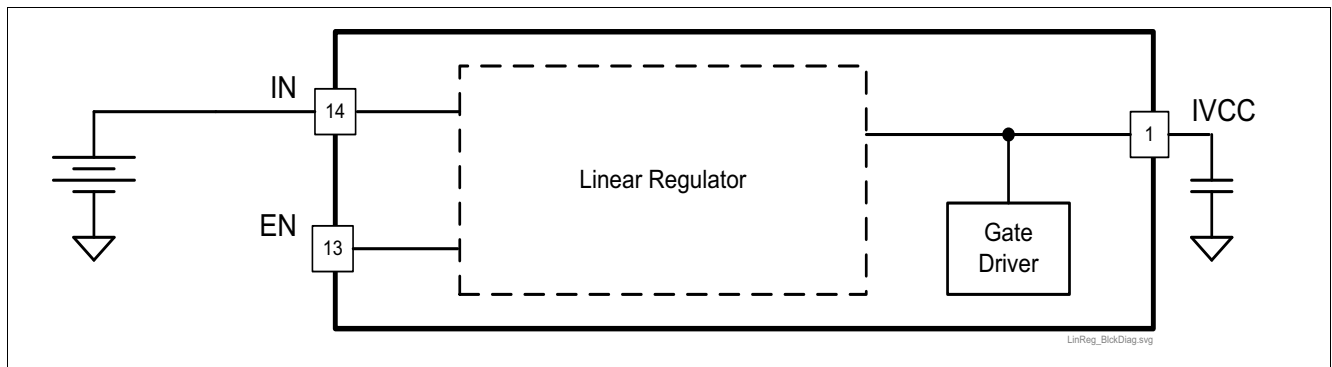 IN
14
IVCC
1
Linear Regulator
EN
13
Gate
Driver
LinReg_BlckDiag.svg